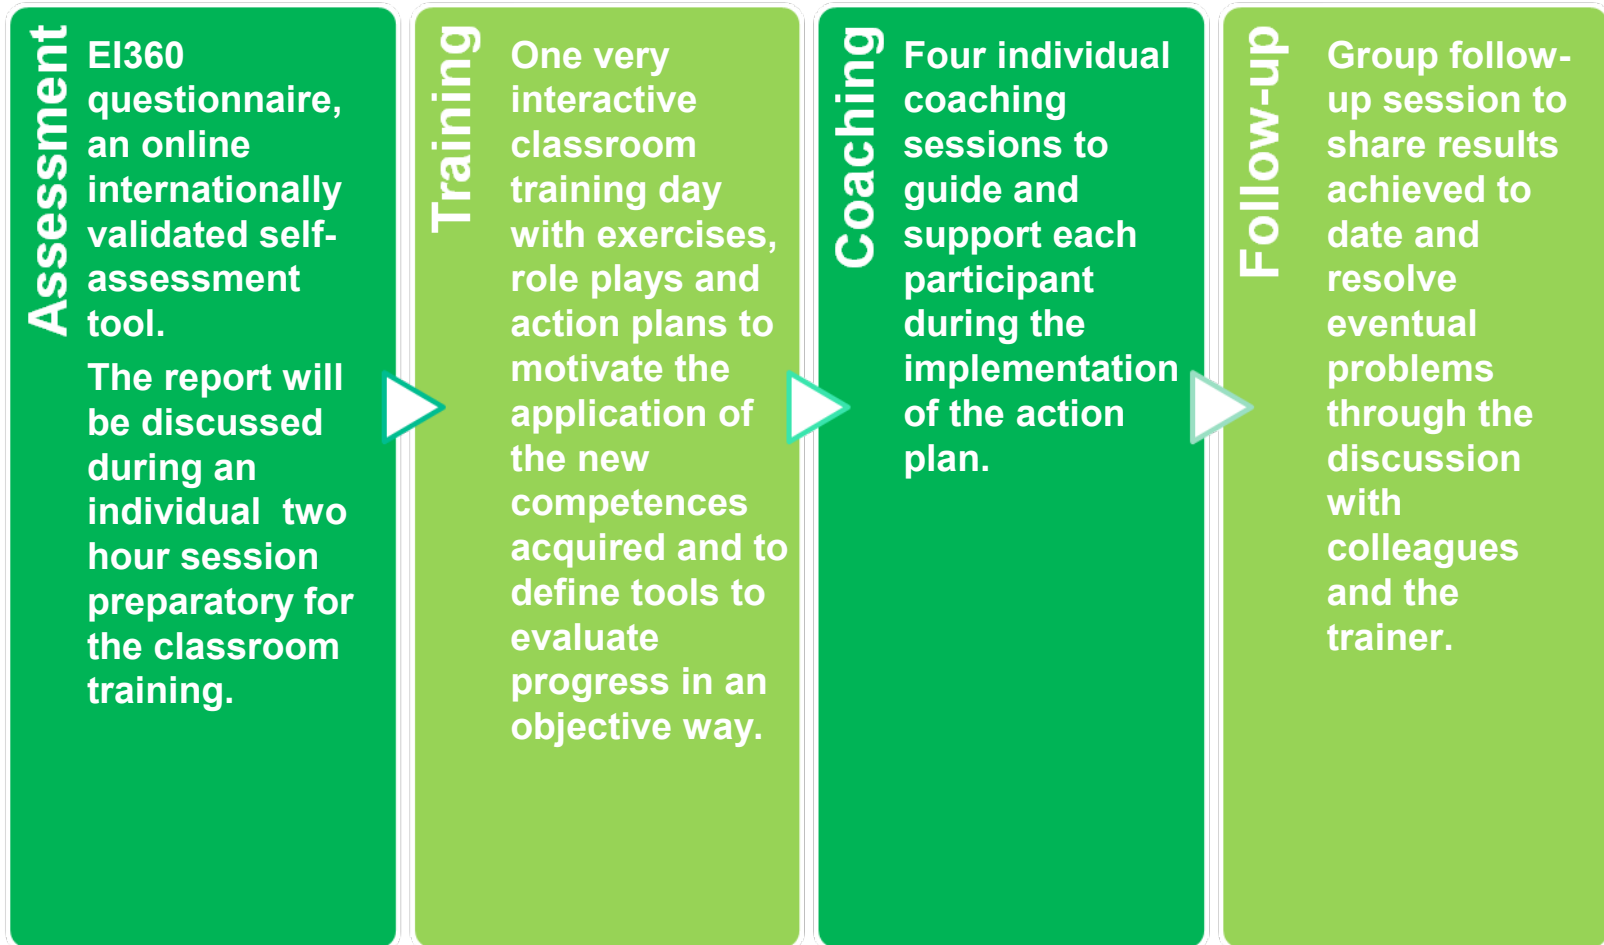 Assessment
EI360
questionnaire,
an online
internationally
validated self-
assessment
tool.
The report will
be discussed
during an
individual  two
hour session
preparatory for
the classroom
training.
Training
One very
interactive
classroom
training day
with exercises,
role plays and
action plans to
motivate the
application of
the new
competences
acquired and to
define tools to
evaluate
progress in an
objective way.
Coaching
Four individual
coaching
sessions to
guide and
support each
participant
during the
implementation
of the action
plan.
Follow-up
Group follow-
up session to
share results
achieved to
date and
resolve
eventual
problems
through the
discussion
with
colleagues
and the
trainer.